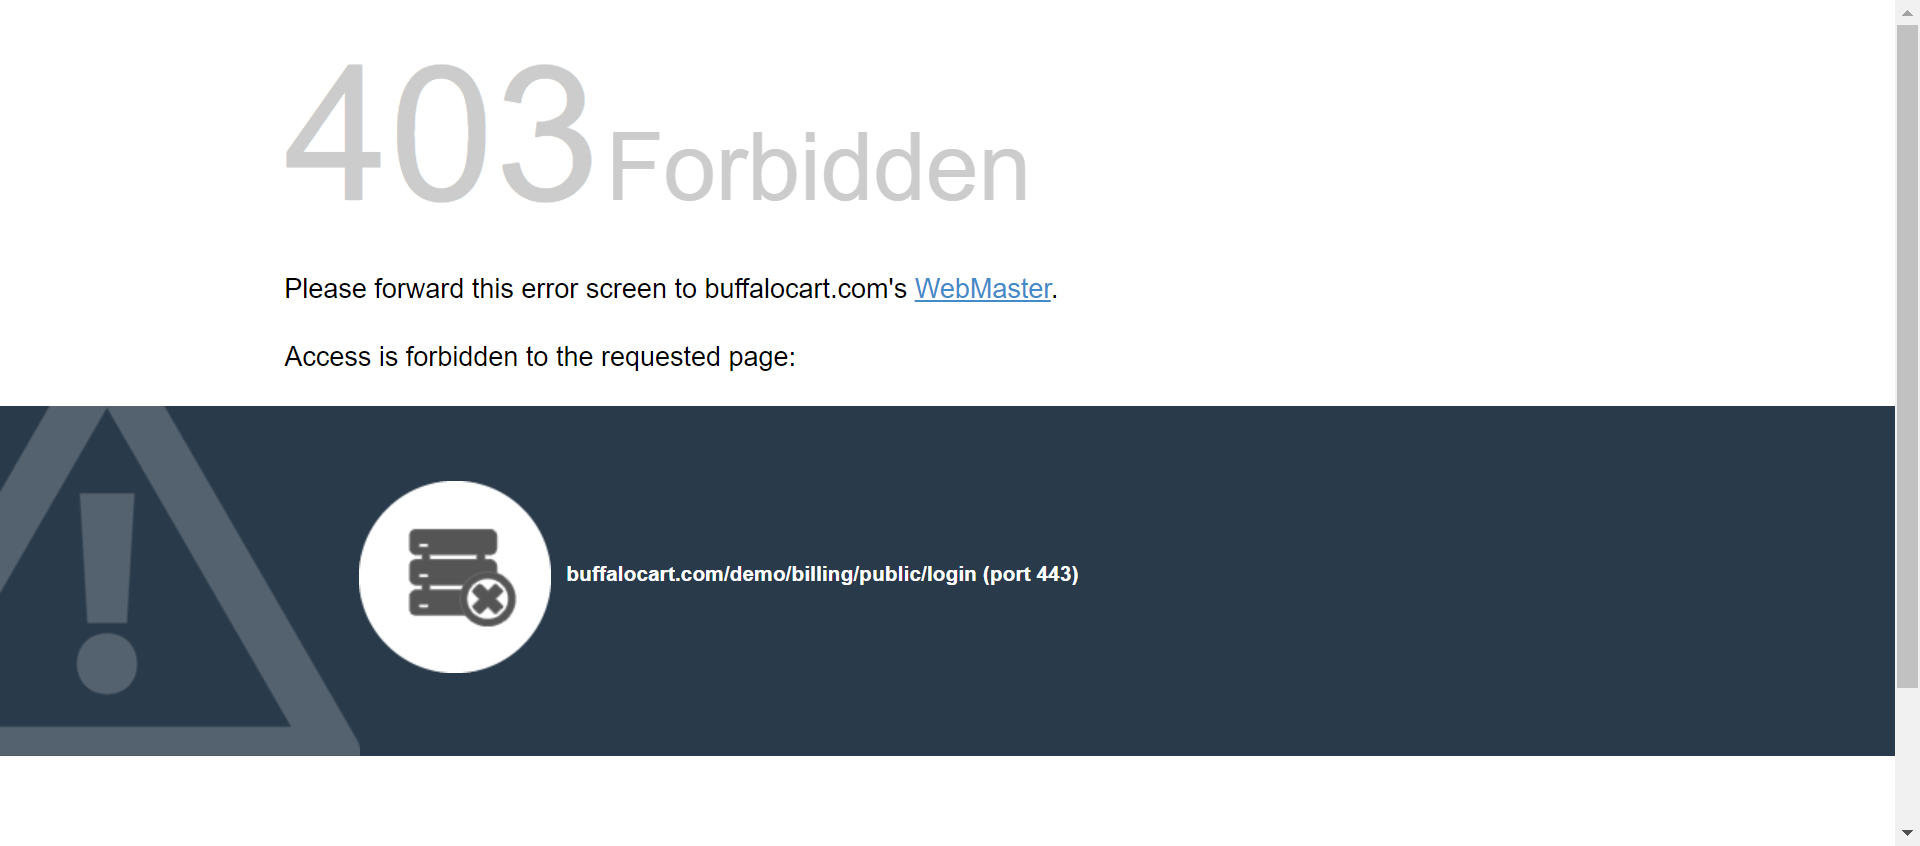 403 Forbidden
Please forward this error screen to buffalocart.com's WebMaster.
Access is forbidden to the requested page:
buffalocart.com/demo/billing/public/login (port 443)